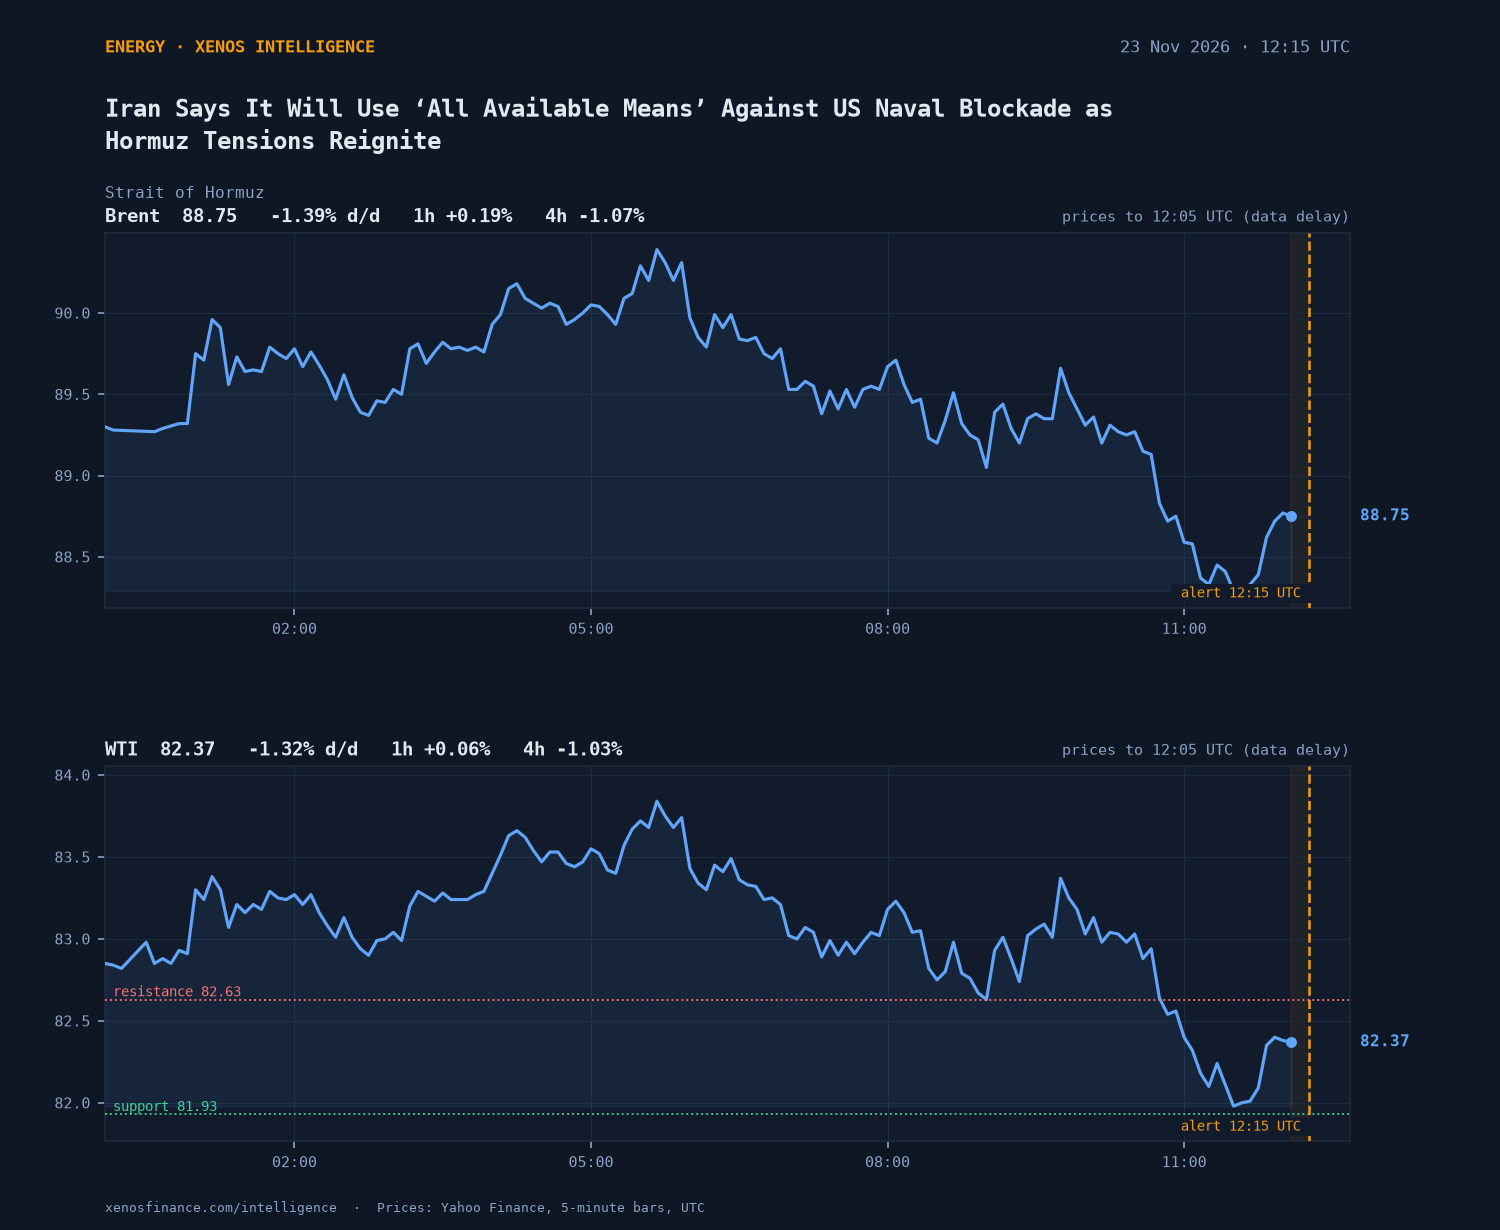 ENERGY · XENOS INTELLIGENCE
23 Nov 2026 · 12:15 UTC
Iran Says It Will Use ‘All Available Means’ Against US Naval Blockade as
Hormuz Tensions Reignite
Strait of Hormuz
Brent 88.75 -1.39% d/d 1h +0.19% 4h -1.07%
prices to 12:05 UTC (data delay)
90.0
89.5
89.0
88.5
88.75
alert 12:15 UTC
02:00 05:00 08:00 11:00
WTI 82.37 -1.32% d/d 1h +0.06% 4h -1.03%
prices to 12:05 UTC (data delay)
84.0
83.5
83.0
resistance 82.63
82.5
82.37
82.0
support 81.93
alert 12:15 UTC
02:00 05:00 08:00 11:00
xenosfinance.com/intelligence · Prices: Yahoo Finance, 5-minute bars, UTC